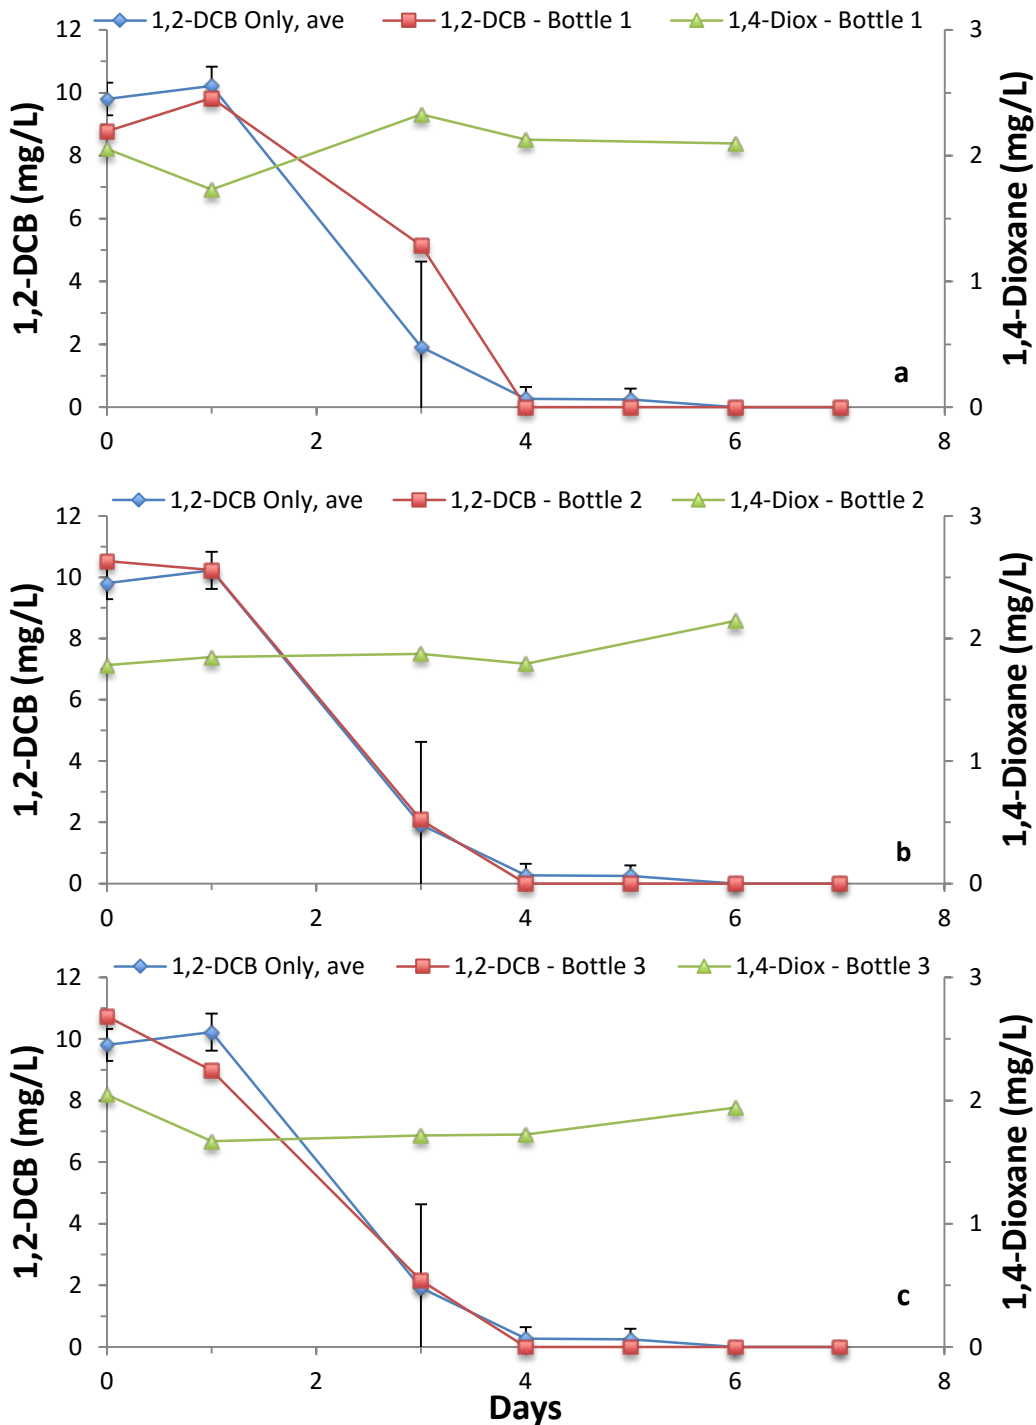 1,2-DCB Only, ave 1,2-DCB - Bottle 1 1,4-Diox - Bottle 1
12 3
10
8 2
6
4 1
2
0 0
0 2 4 6 8
1,2-DCB (mg/L)
1,4-Dioxane (mg/L)
a
1,2-DCB Only, ave 1,2-DCB - Bottle 2 1,4-Diox - Bottle 2
12 3
10
8 2
6
4 1
2
0 0
0 2 4 6 8
1,2-DCB (mg/L)
1,4-Dioxane (mg/L)
b
1,2-DCB Only, ave 1,2-DCB - Bottle 3 1,4-Diox - Bottle 3
12 3
10
8 2
6
4 1
2
0 0
0 2 4 6 8
1,2-DCB (mg/L)
1,4-Dioxane (mg/L)
c
Days